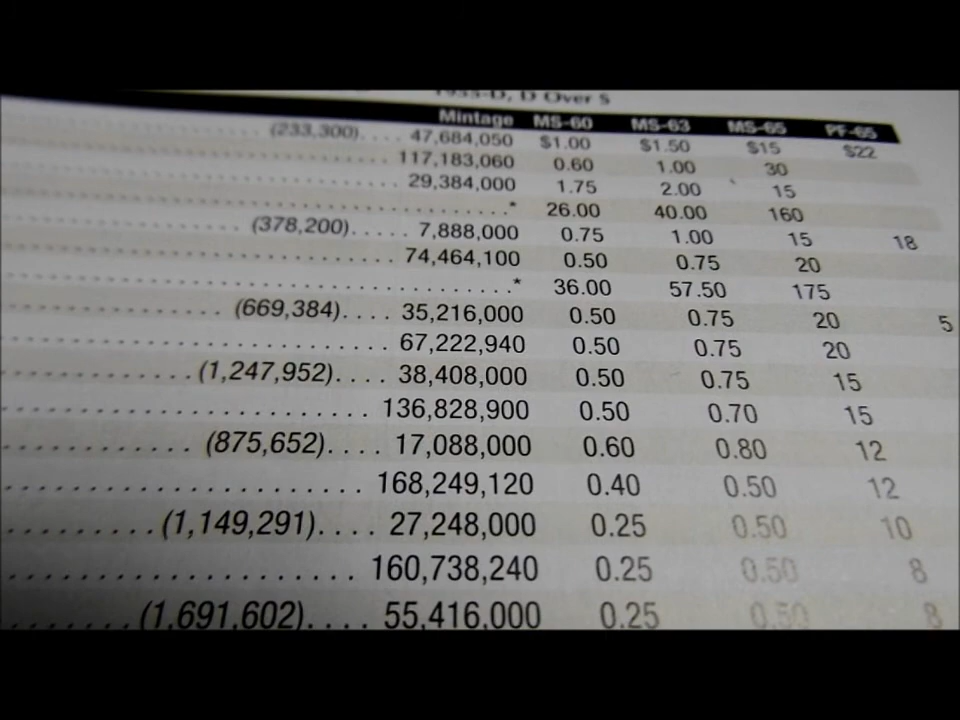 1955-D, D Over S
Mintage MS-60 MS-63 MS-65 PF-65
(233,300). . . . 47,684,050 $1.00 $1.50 $15 $22
117,183,060 0.60 1.00 30
29,384,000 1.75 2.00 15
* 26.00 40.00 160
(378,200). . . . . 7,888,000 0.75 1.00 15 18
74,464,100 0.50 0.75 20
* 36.00 57.50 175
(669,384). . . . 35,216,000 0.50 0.75 20 5
67,222,940 0.50 0.75 20
(1,247,952). . . . 38,408,000 0.50 0.75 15
136,828,900 0.50 0.70 15
(875,652). . . . 17,088,000 0.60 0.80 12
168,249,120 0.40 0.50 12
(1,149,291). . . . 27,248,000 0.25 0.50 10
160,738,240 0.25 0.50 8
(1,691,602). . . . 55,416,000 0.25 0.50 8